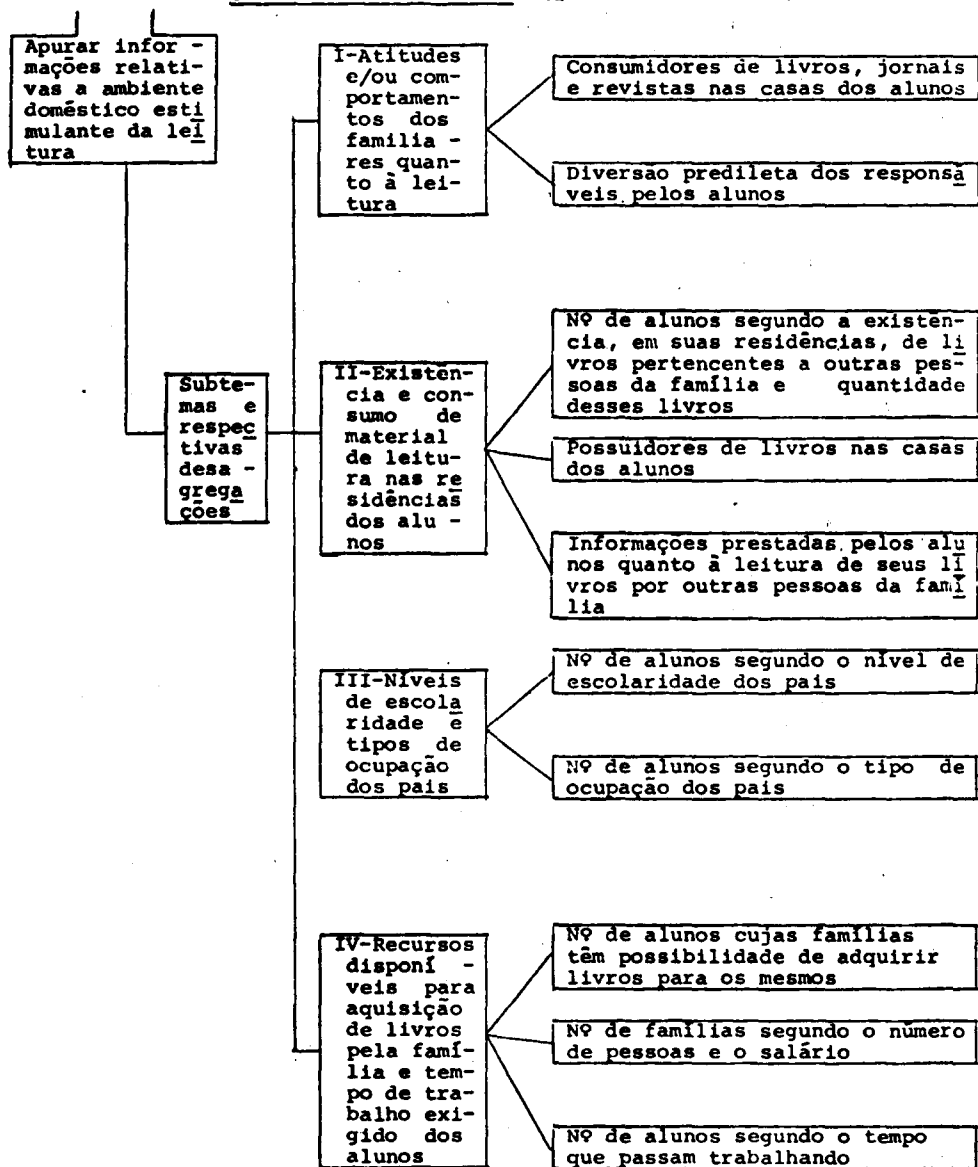 Apurar infor -
mações relati-
vas a ambiente
doméstico esti
mulante da lei
tura
Subte-
mas e
respec
tivas
desa -
grega
ções
I-Atitudes
e/ou com-
portamen-
tos dos
familia -
res quan-
to à lei-
tura
Consumidores de livros, jornais
e revistas nas casas dos alunos
Diversão predileta dos responsá
veis pelos alunos
II-Existên-
cia e con-
sumo de
material
de leitu-
ra nas re
sidências
dos alu -
nos
Nº de alunos segundo a existên-
cia, em suas residências, de li
vros pertencentes a outras pes-
soas da família e quantidade
desses livros
Possuidores de livros nas casas
dos alunos
Informações prestadas pelos alu
nos quanto à leitura de seus li
vros por outras pessoas da famí
lia
III-Níveis
de escola
ridade e
tipos de
ocupação
dos pais
Nº de alunos segundo o nível de
escolaridade dos pais
Nº de alunos segundo o tipo de
ocupação dos pais
IV-Recursos
disponí -
veis para
aquisição
de livros
pela famí-
lia e tem-
po de tra-
balho exi-
gido dos
alunos
Nº de alunos cujas famílias
têm possibilidade de adquirir
livros para os mesmos
Nº de famílias segundo o número
de pessoas e o salário
Nº de alunos segundo o tempo
que passam trabalhando